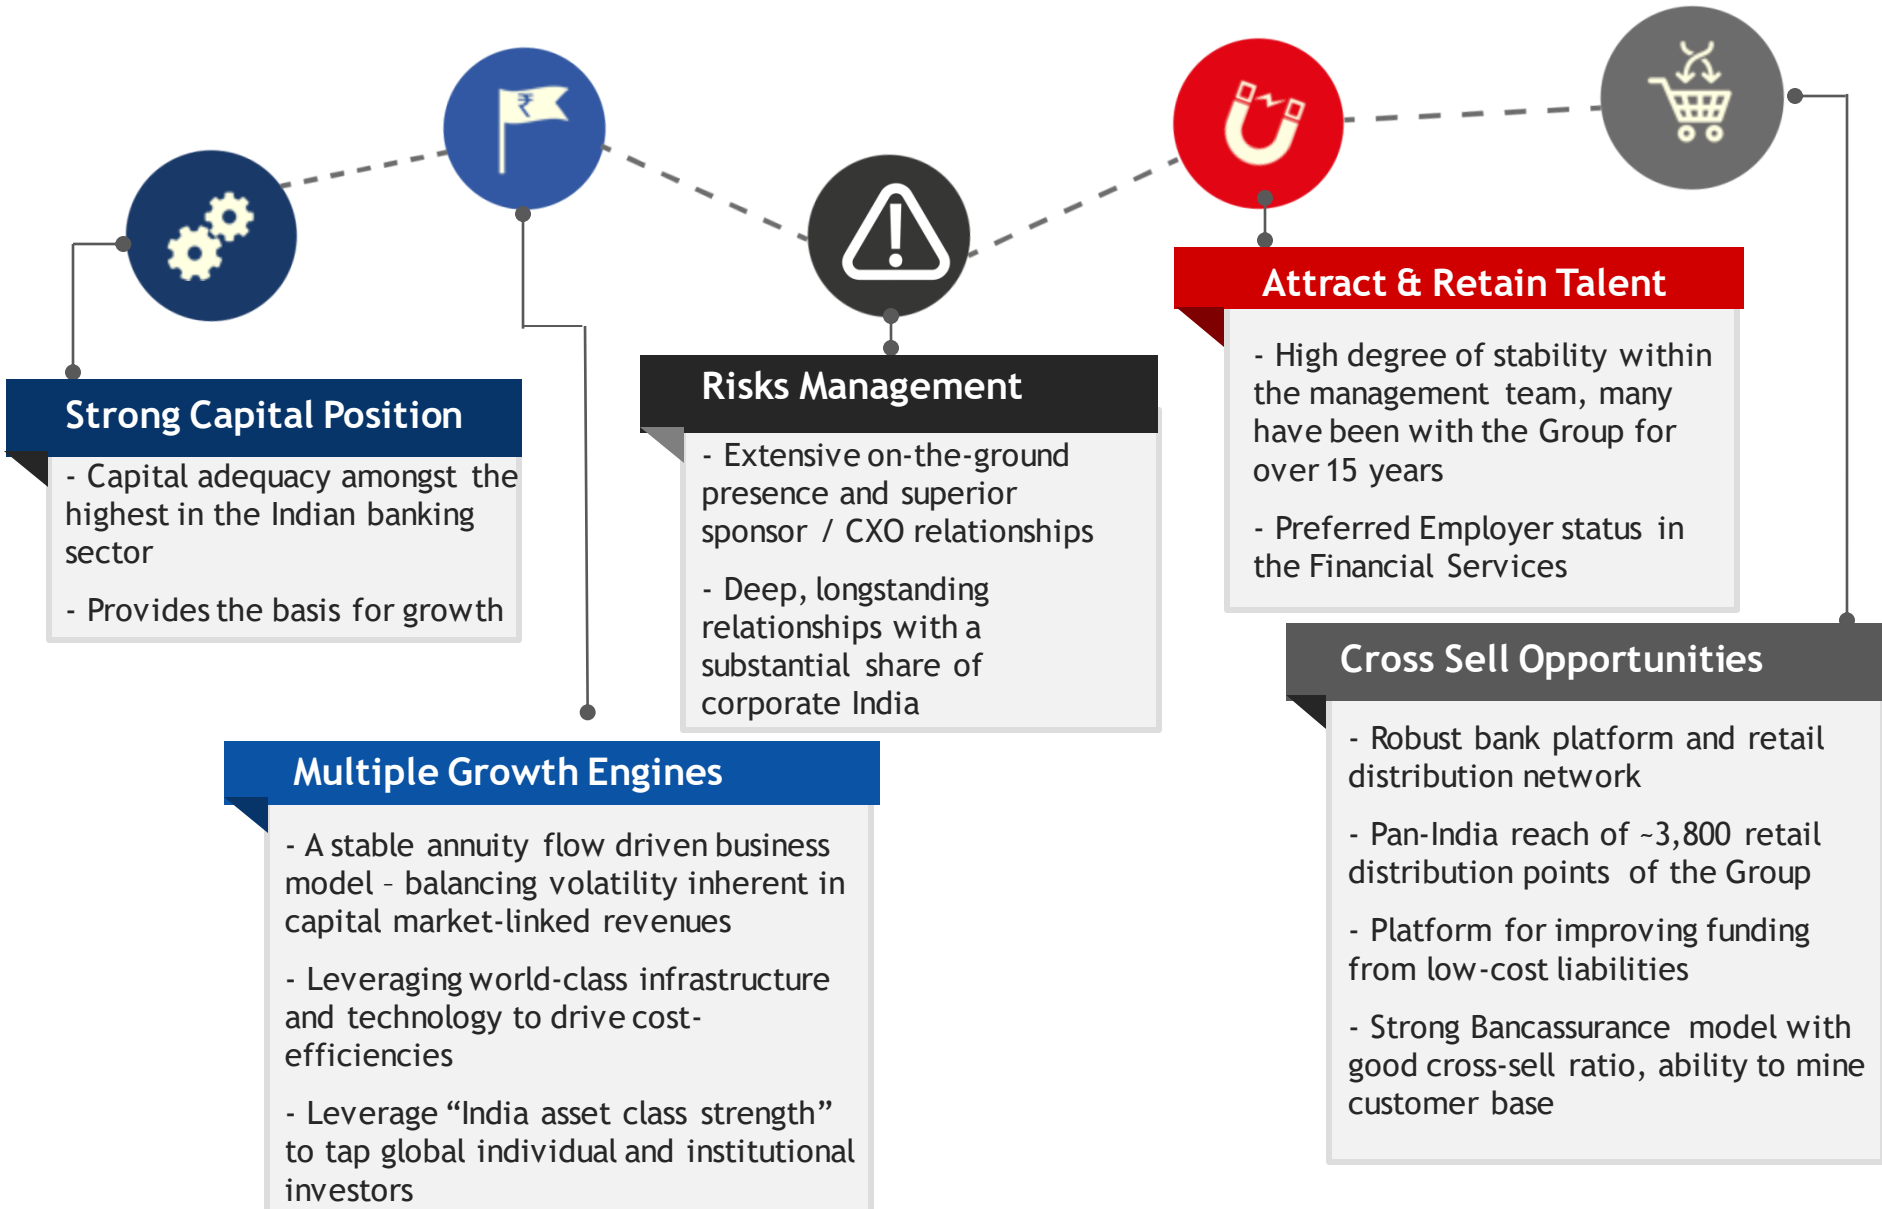 ₹
Strong Capital Position
- Capital adequacy amongst the
highest in the Indian banking
sector
- Provides the basis for growth
Multiple Growth Engines
- A stable annuity flow driven business
model – balancing volatility inherent in
capital market-linked revenues
- Leveraging world-class infrastructure
and technology to drive cost-
efficiencies
- Leverage “India asset class strength”
to tap global individual and institutional
investors
Risks Management
- Extensive on-the-ground
presence and superior
sponsor / CXO relationships
- Deep, longstanding
relationships with a
substantial share of
corporate India
Attract & Retain Talent
- High degree of stability within
the management team, many
have been with the Group for
over 15 years
- Preferred Employer status in
the Financial Services
Cross Sell Opportunities
- Robust bank platform and retail
distribution network
- Pan-India reach of ~3,800 retail
distribution points of the Group
- Platform for improving funding
from low-cost liabilities
- Strong Bancassurance model with
good cross-sell ratio, ability to mine
customer base